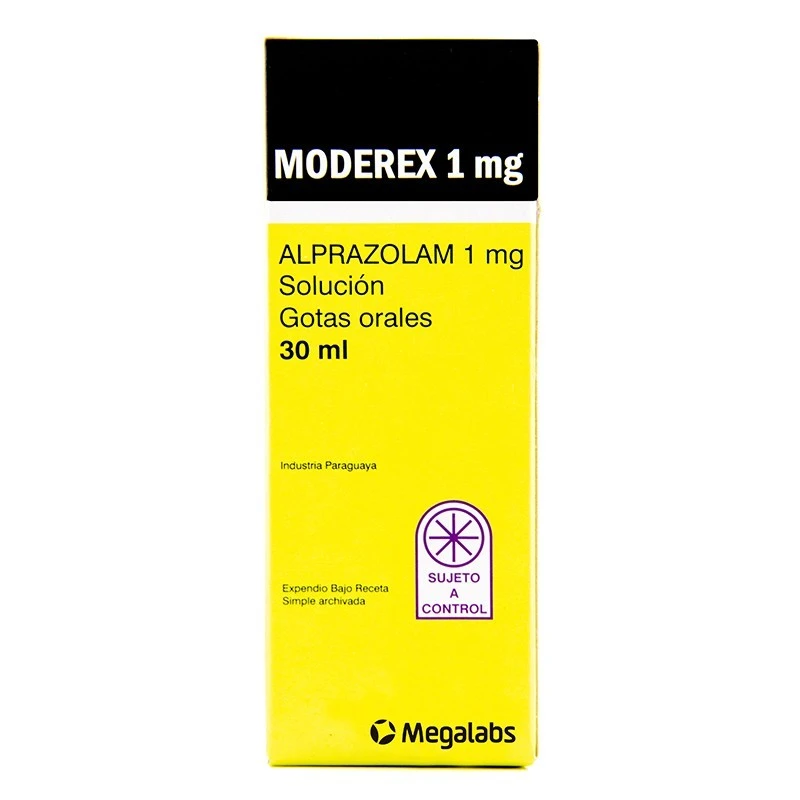 MODEREX 1 mg
ALPRAZOLAM 1 mg
Solución
Gotas orales
30 ml
Industria Paraguaya
Expendio Bajo Receta
Simple archivada
SUJETO
A
CONTROL
Megalabs